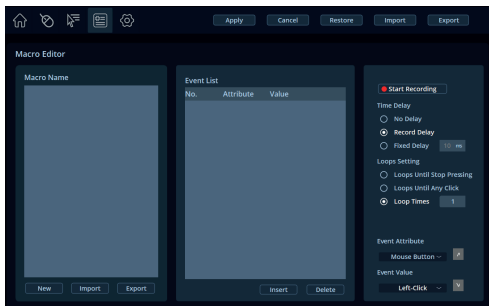 Apply Cancel Restore Import Export
Macro Editor
Macro Name
New Import Export
Event List
No. Attribute Value
Insert Delete
Start Recording
Time Delay
No Delay
Record Delay
Fixed Delay 10 ms
Loops Setting
Loops Until Stop Pressing
Loops Until Any Click
Loop Times 1
Event Attribute
Mouse Button
Event Value
Left-Click